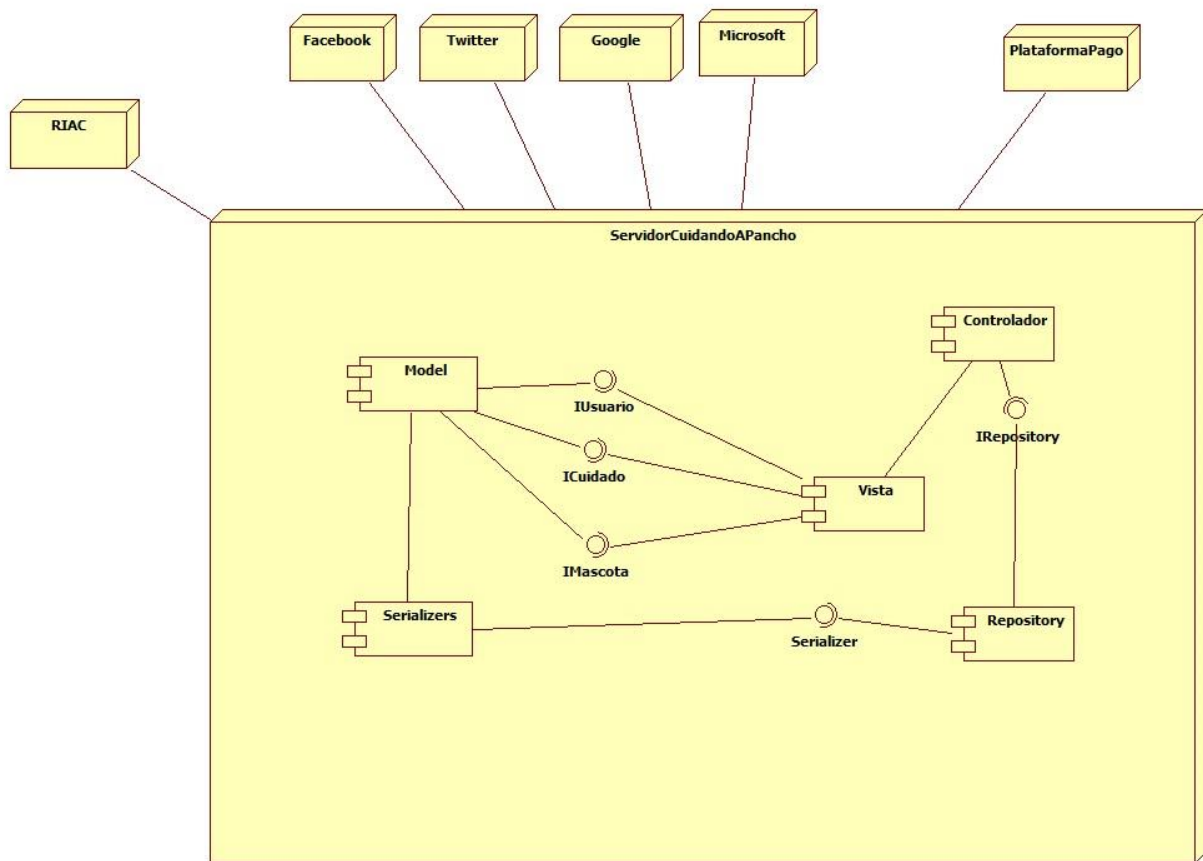 Facebook
Twitter
Google
Microsoft
PlataformaPago
RIAC
ServidorCuidandoAPancho
Controlador
Model
IUsuario
IRepository
ICuidado
Vista
IMascota
Serializers
Serializer
Repository